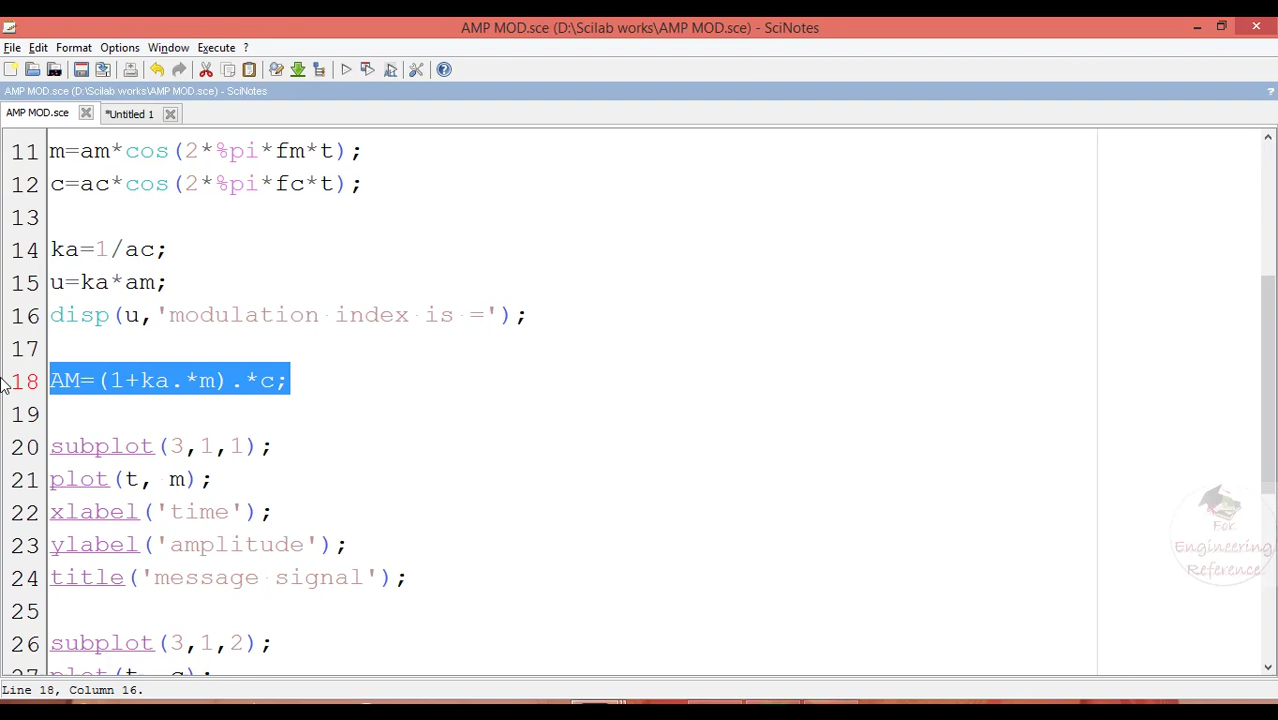 AMP MOD.sce (D:\Scilab works\AMP MOD.sce) - SciNotes
File Edit Format Options Window Execute ?
AMP MOD.sce (D:\Scilab works\AMP MOD.sce) - SciNotes ?
AMP MOD.sce *Untitled 1
11 m=am*cos(2*%pi*fm*t);
12 c=ac*cos(2*%pi*fc*t);
13
14 ka=1/ac;
15 u=ka*am;
16 disp(u,'modulation index is =');
17
18 AM=(1+ka.*m).*c;
19
20 subplot(3,1,1);
21 plot(t, m);
22 xlabel('time');
23 ylabel('amplitude');
24 title('message signal');
25
26 subplot(3,1,2);
27 plot(t, c);
For
Engineering
Reference
Line 18, Column 16.